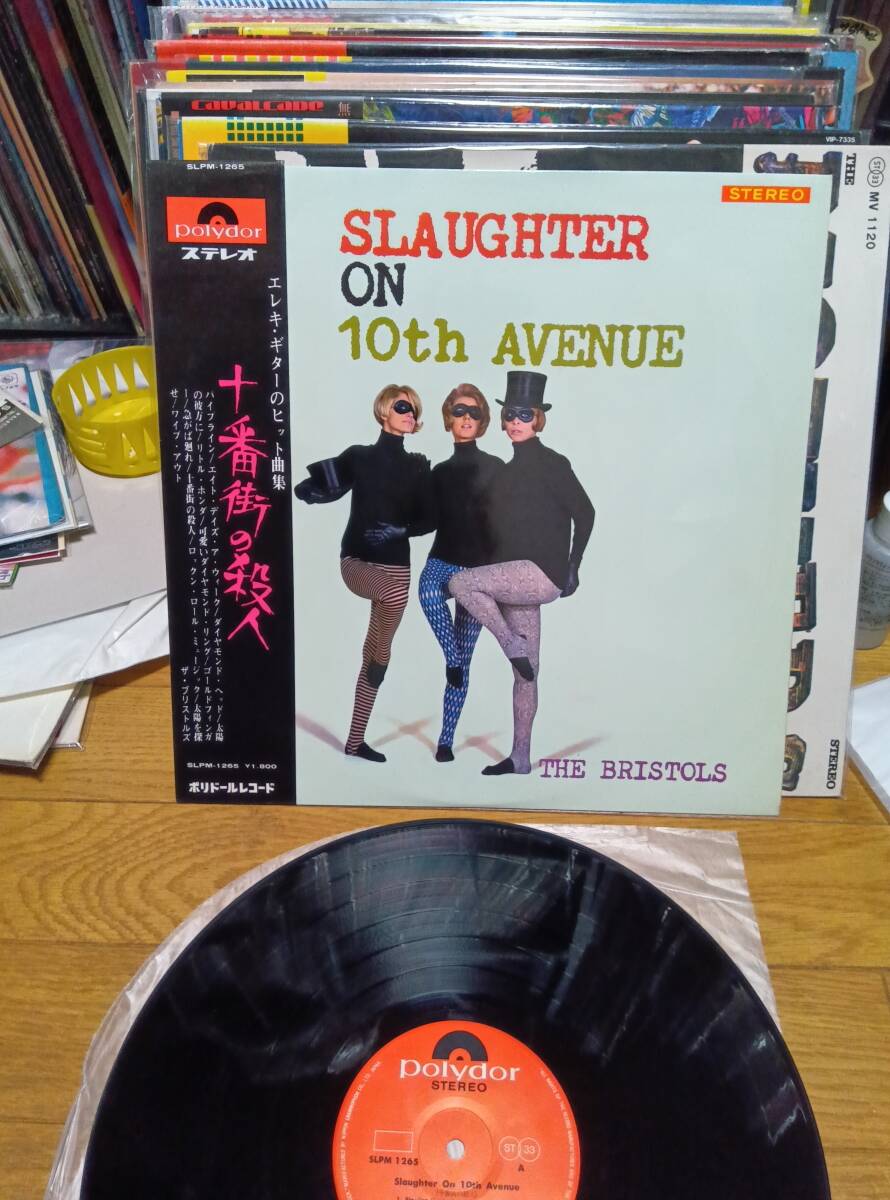 cavalcade
THE
VIP-7335
ST 33
MV 1120
THE
STEREO
SLPM-1265
polydor
ステレオ
エレキ・ギターのヒット曲集
十番街の殺人
パイプライン/エイト・デイズ・ア・ウィーク/ダイヤモンド・ヘッド/太陽
の彼方に/リトル・ホンダ/可愛いダイヤモンド・リング/ゴールドフィンガ
ー/急がば廻れ/十番街の殺人/ロックン・ロール・ミュージック/太陽を探
せ/ワイプ・アウト
ザ・ブリストルズ
SLPM-1265 ¥1.800
ポリドールレコード
STEREO
SLAUGHTER
ON
10th AVENUE
THE BRISTOLS
polydor
STEREO
SLPM 1265
ST 33
A
Slaughter On 10th Avenue